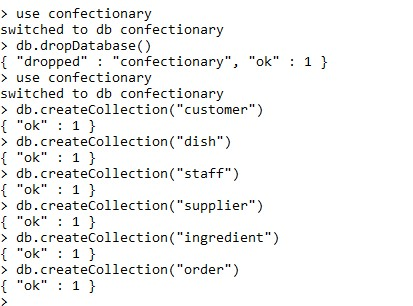 > use confectionary
switched to db confectionary
> db.dropDatabase()
{ "dropped" : "confectionary", "ok" : 1 }
> use confectionary
switched to db confectionary
> db.createCollection("customer")
{ "ok" : 1 }
> db.createCollection("dish")
{ "ok" : 1 }
> db.createCollection("staff")
{ "ok" : 1 }
> db.createCollection("supplier")
{ "ok" : 1 }
> db.createCollection("ingredient")
{ "ok" : 1 }
> db.createCollection("order")
{ "ok" : 1 }
>